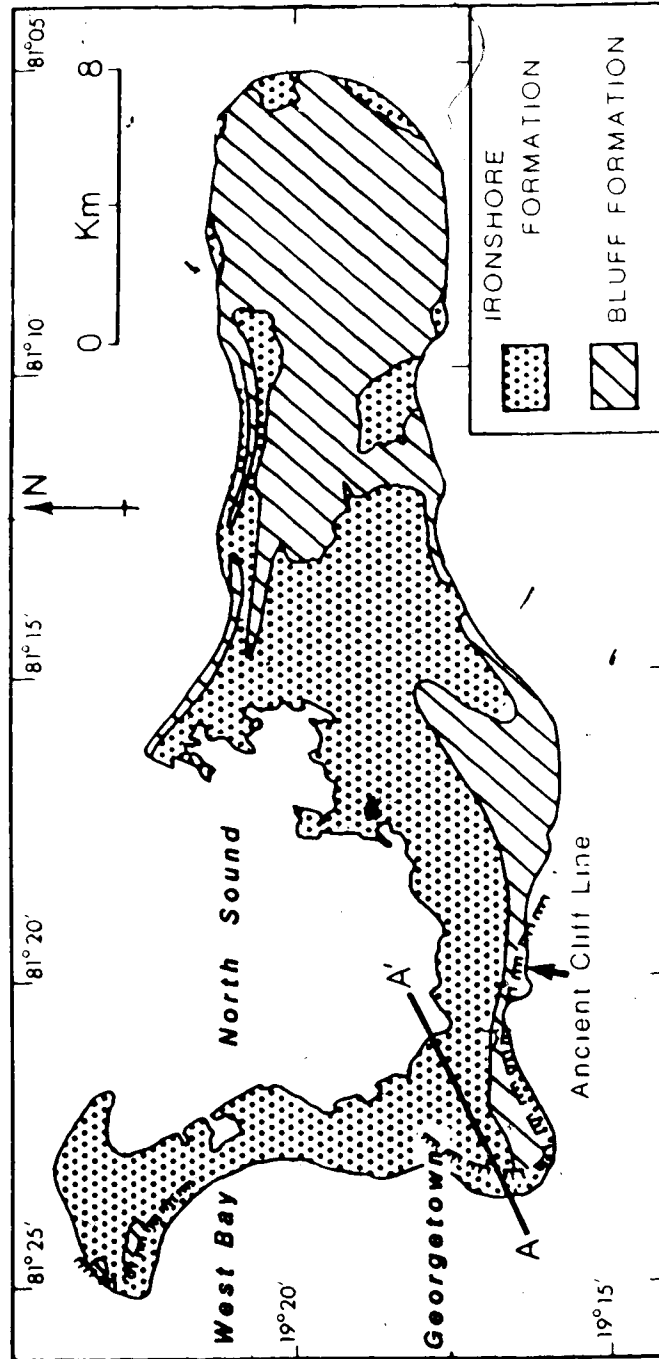 81°25'
81°20'
81°15'
81°10'
81°05'
N
0 8
Km
West Bay
North Sound
19°20'
A'
Georgetown
A
Ancient Cliff Line
19°15'
IRONSHORE
FORMATION
BLUFF FORMATION